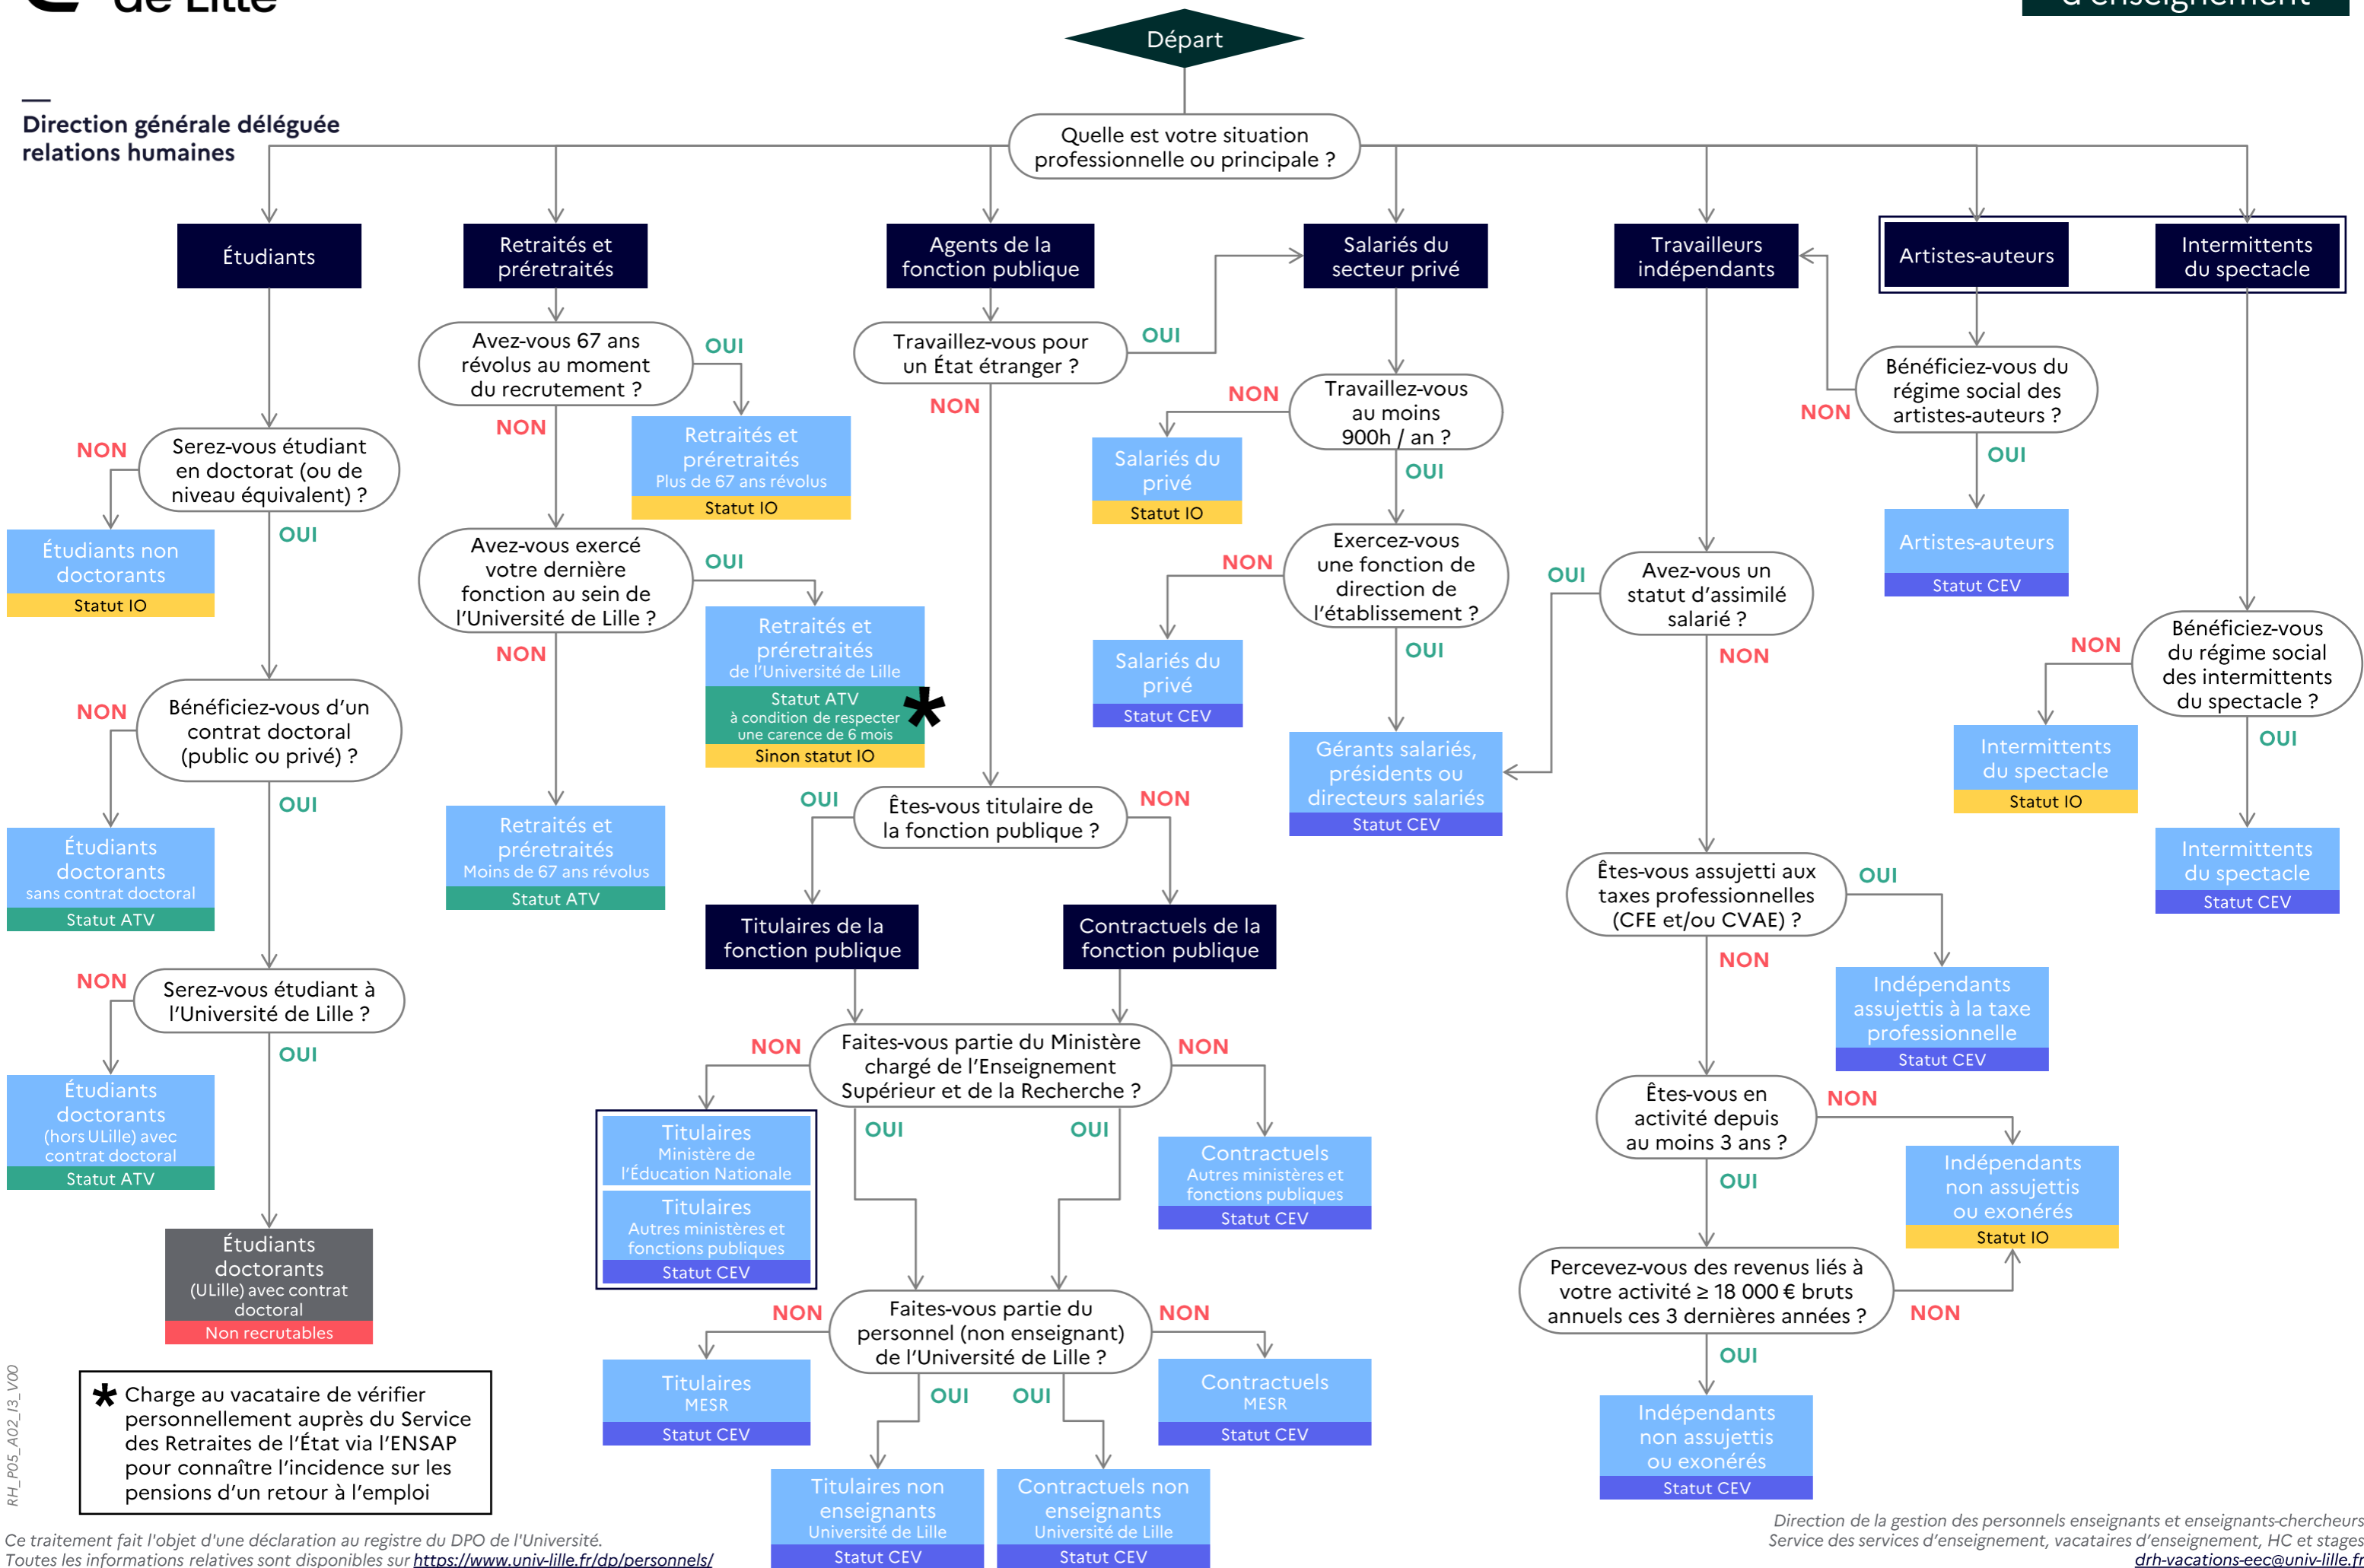 de Lille
d'enseignement
Départ
Direction générale déléguée
relations humaines
Quelle est votre situation
professionnelle ou principale ?
Étudiants
Retraités et
préretraités
Agents de la
fonction publique
Salariés du
secteur privé
Travailleurs
indépendants
Artistes-auteurs
Intermittents
du spectacle
Serez-vous étudiant
en doctorat (ou de
niveau équivalent) ?
NON
OUI
Étudiants non
doctorants
Statut IO
Bénéficiez-vous d'un
contrat doctoral
(public ou privé) ?
NON
OUI
Étudiants
doctorants
sans contrat doctoral
Statut ATV
Serez-vous étudiant à
l'Université de Lille ?
NON
OUI
Étudiants
doctorants
(hors ULille) avec
contrat doctoral
Statut ATV
Étudiants
doctorants
(ULille) avec contrat
doctoral
Non recrutables
Avez-vous 67 ans
révolus au moment
du recrutement ?
OUI
NON
Retraités et
préretraités
Plus de 67 ans révolus
Statut IO
Avez-vous exercé
votre dernière
fonction au sein de
l'Université de Lille ?
OUI
NON
Retraités et
préretraités
de l'Université de Lille
Statut ATV
à condition de respecter
une carence de 6 mois
*
Sinon statut IO
Retraités et
préretraités
Moins de 67 ans révolus
Statut ATV
Travaillez-vous pour
un État étranger ?
OUI
NON
Êtes-vous titulaire de
la fonction publique ?
OUI
NON
Titulaires de la
fonction publique
Contractuels de la
fonction publique
Faites-vous partie du Ministère
chargé de l'Enseignement
Supérieur et de la Recherche ?
NON
NON
OUI
OUI
Titulaires
Ministère de
l'Éducation Nationale
Titulaires
Autres ministères et
fonctions publiques
Statut CEV
Contractuels
Autres ministères et
fonctions publiques
Statut CEV
Faites-vous partie du
personnel (non enseignant)
de l'Université de Lille ?
NON
NON
OUI
OUI
Titulaires
MESR
Statut CEV
Contractuels
MESR
Statut CEV
Titulaires non
enseignants
Université de Lille
Statut CEV
Contractuels non
enseignants
Université de Lille
Statut CEV
Travaillez-vous
au moins
900h / an ?
NON
OUI
Salariés du
privé
Statut IO
Exercez-vous
une fonction de
direction de
l'établissement ?
NON
OUI
Salariés du
privé
Statut CEV
Gérants salariés,
présidents ou
directeurs salariés
Statut CEV
Avez-vous un
statut d'assimilé
salarié ?
OUI
NON
Êtes-vous assujetti aux
taxes professionnelles
(CFE et/ou CVAE) ?
OUI
NON
Indépendants
assujettis à la taxe
professionnelle
Statut CEV
Êtes-vous en
activité depuis
au moins 3 ans ?
NON
OUI
Indépendants
non assujettis
ou exonérés
Statut IO
Percevez-vous des revenus liés à
votre activité ≥ 18 000 € bruts
annuels ces 3 dernières années ?
NON
OUI
Indépendants
non assujettis
ou exonérés
Statut CEV
Bénéficiez-vous du
régime social des
artistes-auteurs ?
NON
OUI
Artistes-auteurs
Statut CEV
Bénéficiez-vous
du régime social
des intermittents
du spectacle ?
NON
OUI
Intermittents
du spectacle
Statut IO
Intermittents
du spectacle
Statut CEV
RH_P05_A02_I3_V00
* Charge au vacataire de vérifier
personnellement auprès du Service
des Retraites de l'État via l'ENSAP
pour connaître l'incidence sur les
pensions d'un retour à l'emploi
Ce traitement fait l'objet d'une déclaration au registre du DPO de l'Université.
Toutes les informations relatives sont disponibles sur https://www.univ-lille.fr/dp/personnels/
Direction de la gestion des personnels enseignants et enseignants-chercheurs
Service des services d'enseignement, vacataires d'enseignement, HC et stages
drh-vacations-eec@univ-lille.fr